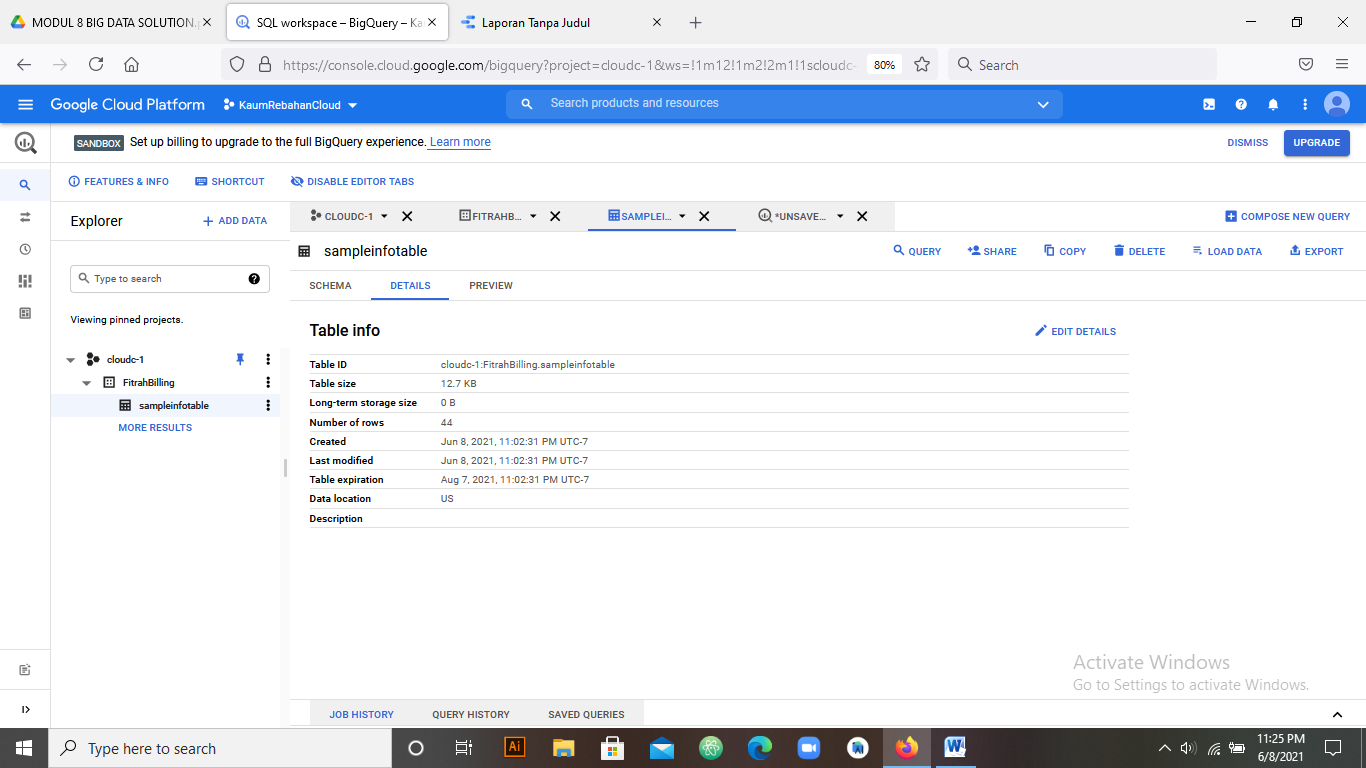 MODUL 8 BIG DATA SOLUTION.p
SQL workspace – BigQuery – Ka
Laporan Tanpa Judul
https://console.cloud.google.com/bigquery?project=cloudc-1&ws=!1m12!1m2!2m1!1scloudc-
80%
Search
Google Cloud Platform
KaumRebahanCloud
Search products and resources
SANDBOX Set up billing to upgrade to the full BigQuery experience. Learn more
DISMISS
UPGRADE
FEATURES & INFO
SHORTCUT
DISABLE EDITOR TABS
Explorer
+ ADD DATA
CLOUDC-1
FITRAHB...
SAMPLEI...
*UNSAVE...
COMPOSE NEW QUERY
sampleinfotable
QUERY
SHARE
COPY
DELETE
LOAD DATA
EXPORT
Type to search
SCHEMA
DETAILS
PREVIEW
Viewing pinned projects.
cloudc-1
FitrahBilling
sampleinfotable
MORE RESULTS
Table info
EDIT DETAILS
Table ID cloudc-1:FitrahBilling.sampleinfotable
Table size 12.7 KB
Long-term storage size 0 B
Number of rows 44
Created Jun 8, 2021, 11:02:31 PM UTC-7
Last modified Jun 8, 2021, 11:02:31 PM UTC-7
Table expiration Aug 7, 2021, 11:02:31 PM UTC-7
Data location US
Description
Activate Windows
Go to Settings to activate Windows.
JOB HISTORY
QUERY HISTORY
SAVED QUERIES
Type here to search
Ai
W
11:25 PM
6/8/2021